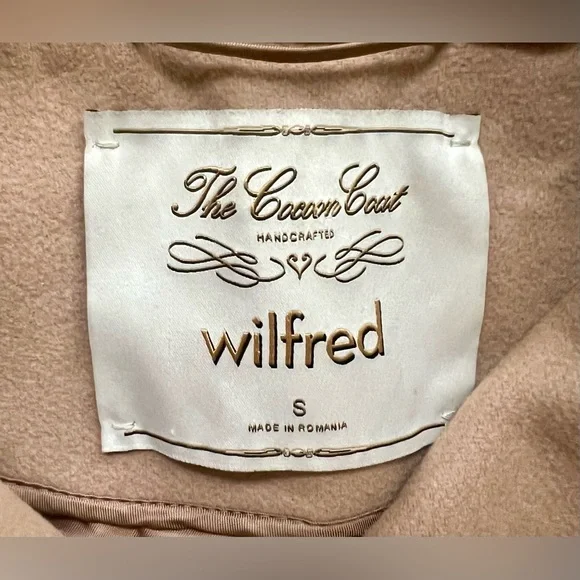 The Cocoon Coat
HANDCRAFTED
wilfred
S
MADE IN ROMANIA